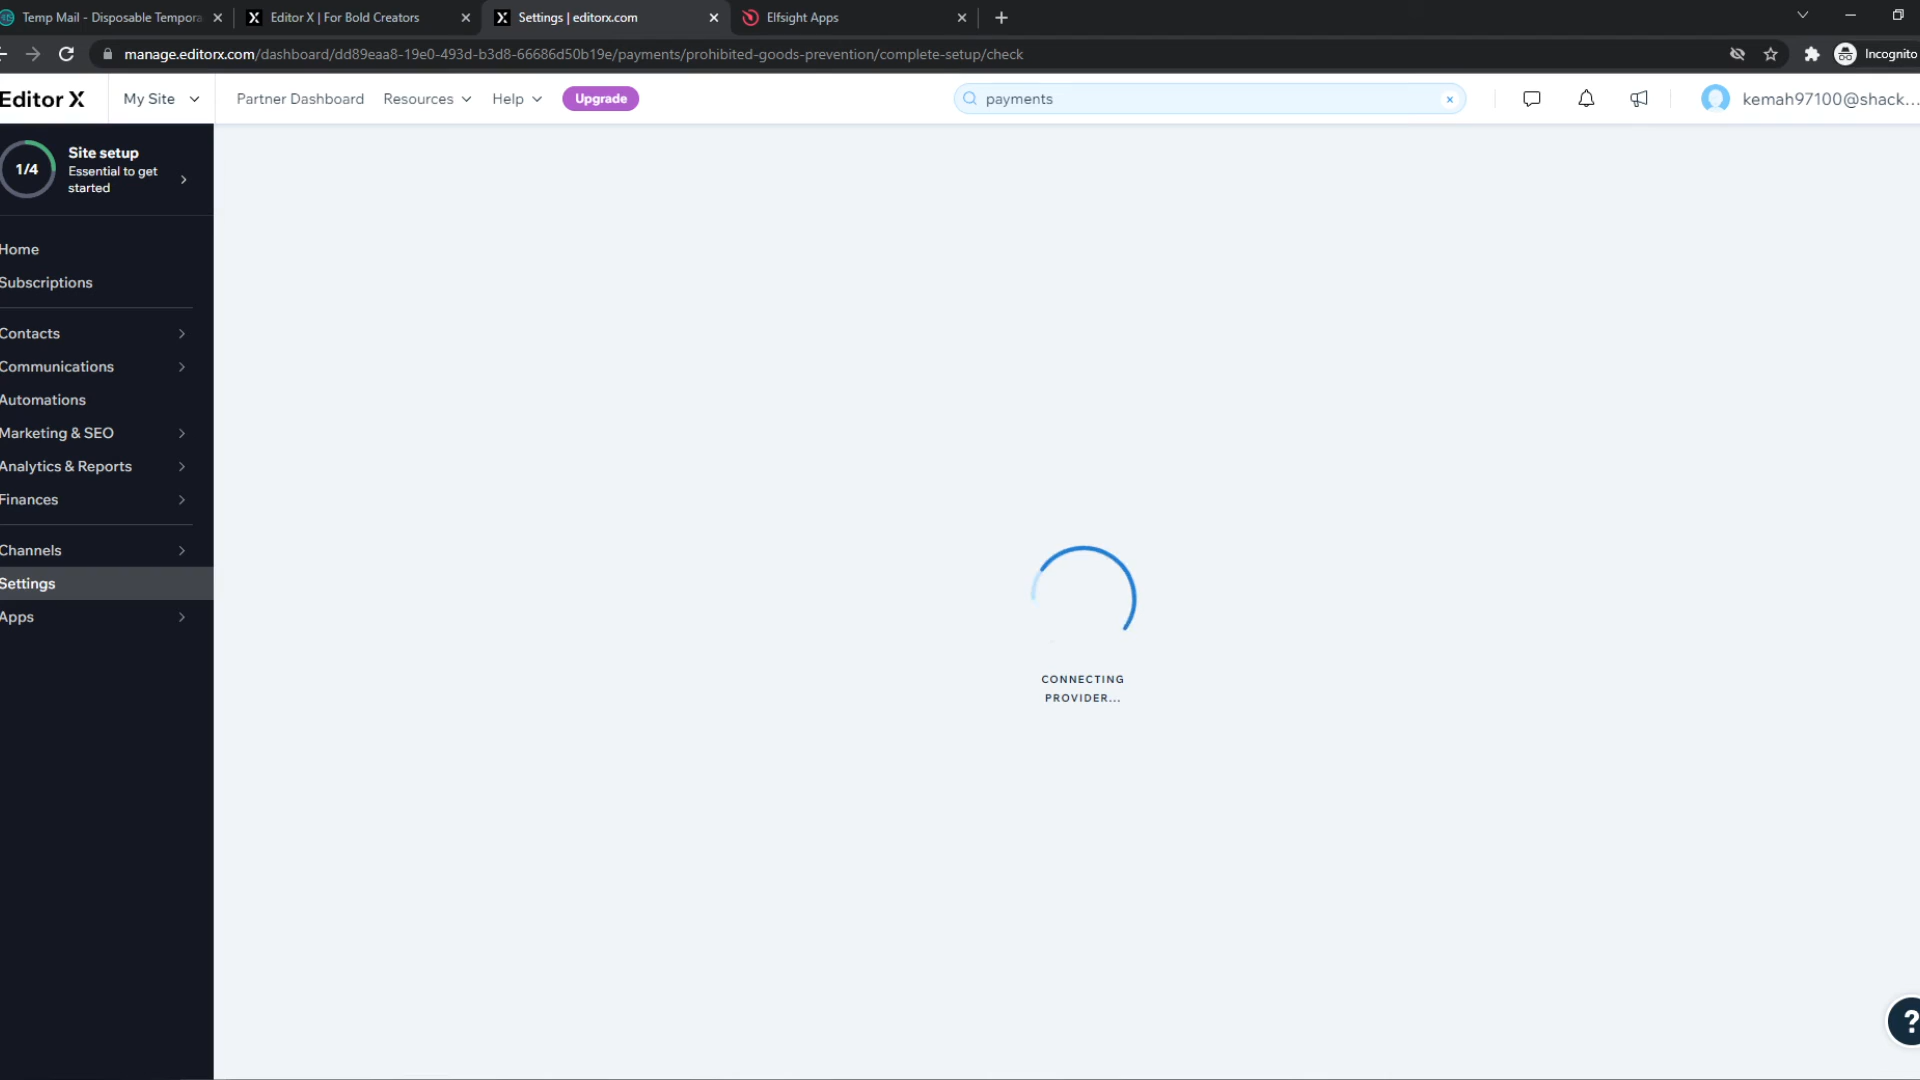 Temp Mail - Disposable Tempora
Editor X | For Bold Creators
Settings | editorx.com
Elfsight Apps
manage.editorx.com/dashboard/dd89eaa8-19e0-493d-b3d8-66686d50b19e/payments/prohibited-goods-prevention/complete-setup/check
Incognito
Editor X
My Site
Partner Dashboard
Resources
Help
Upgrade
payments
kemah97100@shack...
1/4
Site setup
Essential to get
started
Home
Subscriptions
Contacts
Communications
Automations
Marketing & SEO
Analytics & Reports
Finances
Channels
Settings
Apps
CONNECTING
PROVIDER...
?